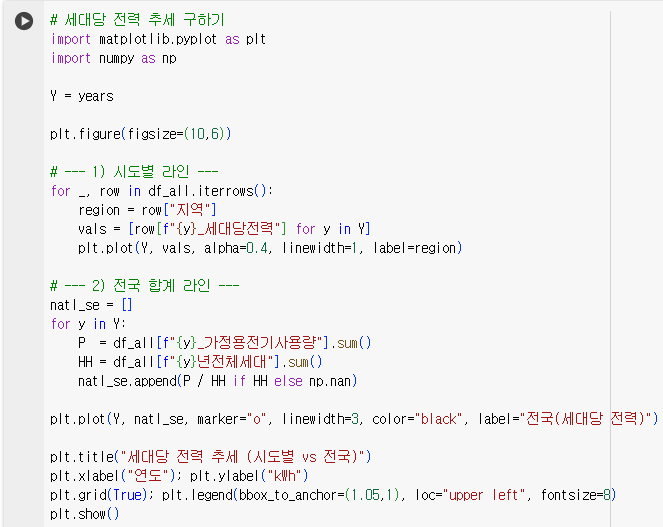 # 세대당 전력 추세 구하기
import matplotlib.pyplot as plt
import numpy as np
Y = years
plt.figure(figsize=(10,6))
# --- 1) 시도별 라인 ---
for _, row in df_all.iterrows():
    region = row["지역"]
    vals = [row[f"{y}_세대당전력"] for y in Y]
    plt.plot(Y, vals, alpha=0.4, linewidth=1, label=region)
# --- 2) 전국 합계 라인 ---
natl_se = []
for y in Y:
    P  = df_all[f"{y}_가정용전기사용량"].sum()
    HH = df_all[f"{y}년전체세대"].sum()
    natl_se.append(P / HH if HH else np.nan)
plt.plot(Y, natl_se, marker="o", linewidth=3, color="black", label="전국(세대당 전력)")
plt.title("세대당 전력 추세 (시도별 vs 전국)")
plt.xlabel("연도"); plt.ylabel("kWh")
plt.grid(True); plt.legend(bbox_to_anchor=(1.05,1), loc="upper left", fontsize=8)
plt.show()